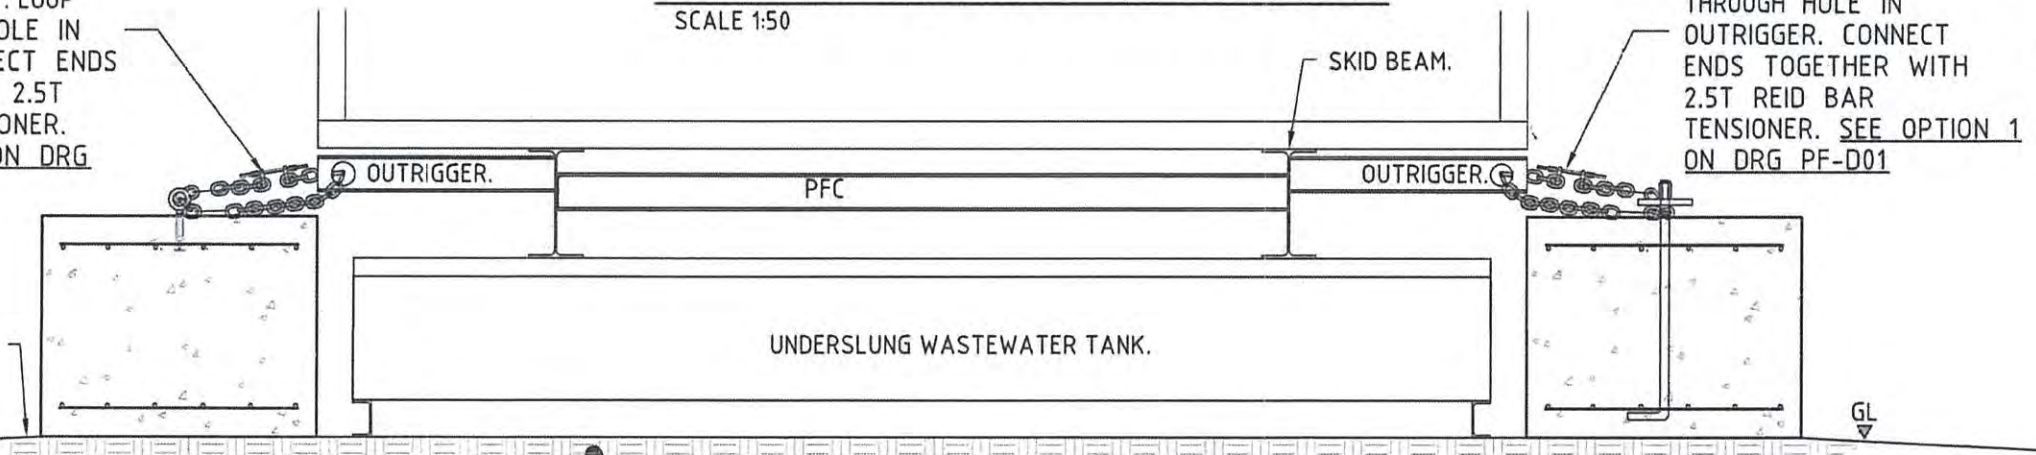 LOOP
OLE IN
ECT ENDS
2.5T
ONER.
ON DRG
SCALE 1:50
SKID BEAM.
THROUGH HOLE IN
OUTRIGGER. CONNECT
ENDS TOGETHER WITH
2.5T REID BAR
TENSIONER. SEE OPTION 1
ON DRG PF-D01
OUTRIGGER.
PFC
OUTRIGGER.
UNDERSLUNG WASTEWATER TANK.
GL